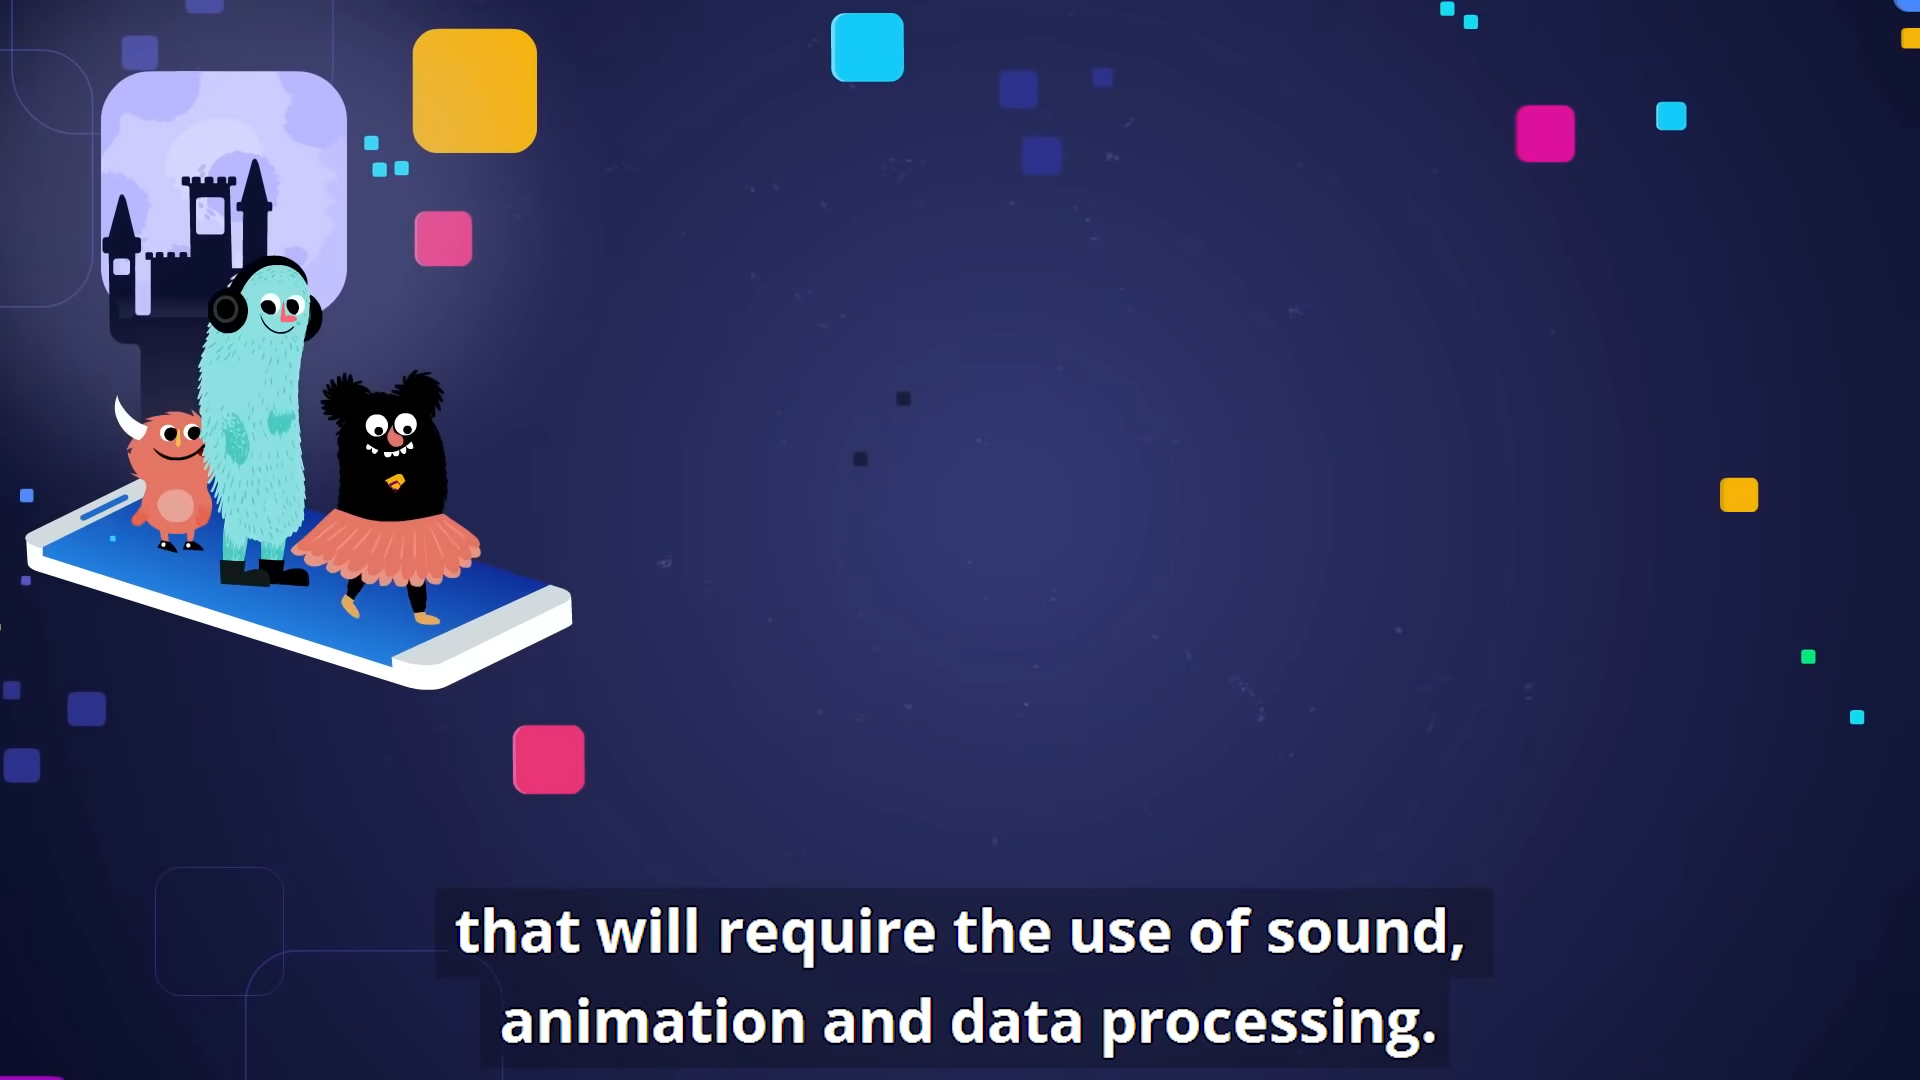 that will require the use of sound,
animation and data processing.